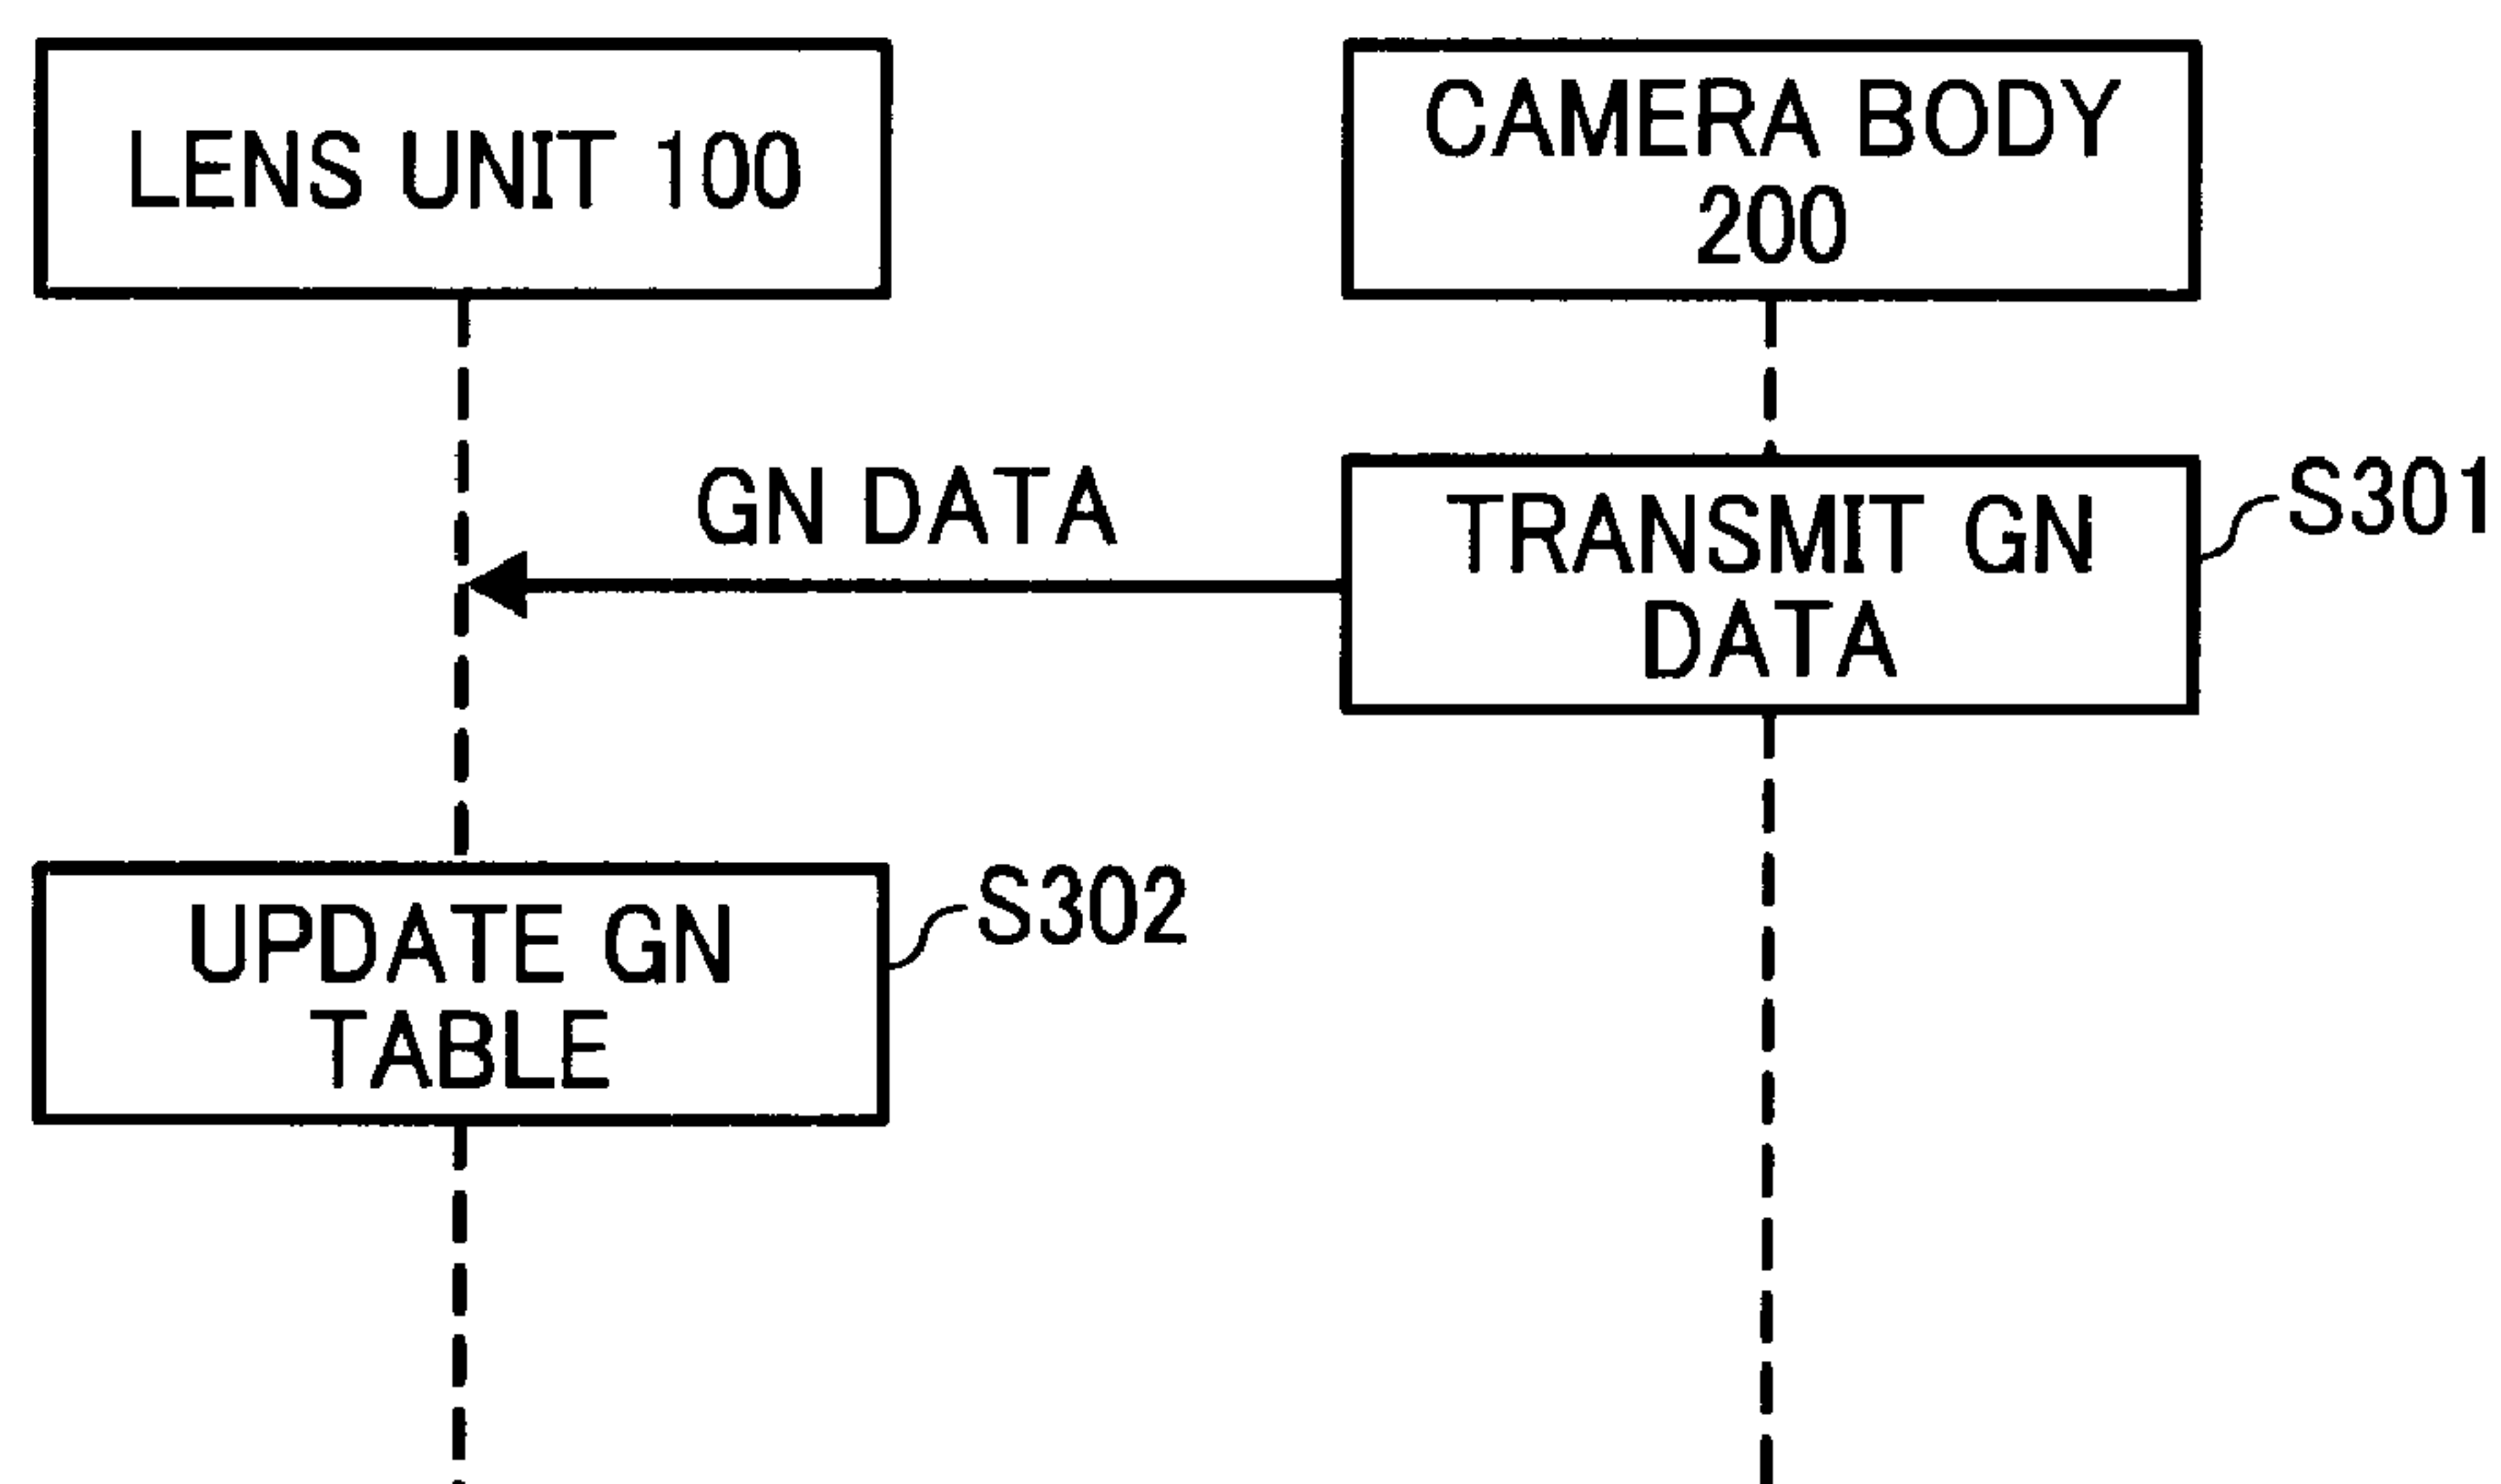 LENS UNIT 100
CAMERA BODY
200
GN DATA
TRANSMIT GN
DATA
S301
UPDATE GN
TABLE
S302